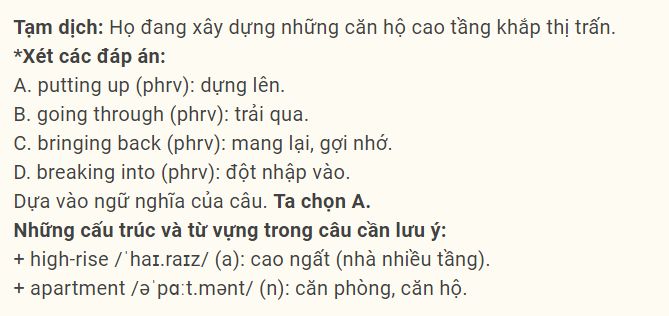 Tạm dịch: Họ đang xây dựng những căn hộ cao tầng khắp thị trấn.
*Xét các đáp án:
A. putting up (phrv): dựng lên.
B. going through (phrv): trải qua.
C. bringing back (phrv): mang lại, gợi nhớ.
D. breaking into (phrv): đột nhập vào.
Dựa vào ngữ nghĩa của câu. Ta chọn A.
Những cấu trúc và từ vựng trong câu cần lưu ý:
+ high-rise /ˈhaɪ.raɪz/ (a): cao ngất (nhà nhiều tầng).
+ apartment /əˈpɑːt.mənt/ (n): căn phòng, căn hộ.